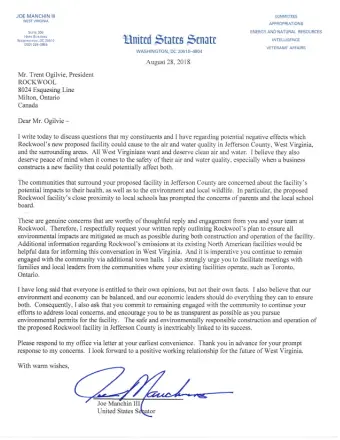 JOE MANCHIN III
WEST VIRGINIA
COMMITTEES
APPROPRIATIONS
ENERGY AND NATURAL RESOURCES
INTELLIGENCE
VETERANS' AFFAIRS
United States Senate
WASHINGTON, DC 20510-4804
August 28, 2018
Mr. Trent Ogilvie, President
ROCKWOOL
8024 Esquesing Line
Milton, Ontario
Canada
Dear Mr. Ogilvie –
I write today to discuss questions that my constituents and I have regarding potential negative effects which
Rockwool's new proposed facility could cause to the air and water quality in Jefferson County, West Virginia,
and the surrounding areas. All West Virginians want and deserve clean air and water. I believe they also
deserve peace of mind when it comes to the safety of their air and water quality, especially when a business
constructs a new facility that could potentially affect both.
The communities that surround your proposed facility in Jefferson County are concerned about the facility's
potential impacts to their health, as well as to the environment and local wildlife. In particular, the proposed
Rockwool facility's close proximity to local schools has prompted the concerns of parents and the local school
board.
These are genuine concerns that are worthy of thoughtful reply and engagement from you and your team at
Rockwool. Therefore, I respectfully request your written reply outlining Rockwool's plan to ensure all
environmental impacts are mitigated as much as possible during both construction and operation of the facility.
Additional information regarding Rockwool's emissions at its existing North American facilities would be
helpful data for informing this conversation in West Virginia. And it is imperative you continue to remain
engaged with the community via additional town halls. I also strongly urge you to facilitate meetings with
families and local leaders from the communities where your existing facilities operate, such as Toronto,
Ontario.
I have long said that everyone is entitled to their own opinions, but not their own facts. I also believe that our
environment and economy can be balanced, and our economic leaders should do everything they can to ensure
both. Consequently, I also ask that you commit to remaining engaged with the community to continue your
efforts to address local concerns, and encourage you to be as transparent as possible as you pursue
environmental permits for the facility. The safe and environmentally responsible construction and operation of
the proposed Rockwool facility in Jefferson County is inextricably linked to its success.
Please respond to my office via letter at your earliest convenience. Thank you in advance for your prompt
response to my concerns. I look forward to a positive working relationship for the future of West Virginia.
With warm wishes,
Joe Manchin
Joe Manchin III
United States Senator